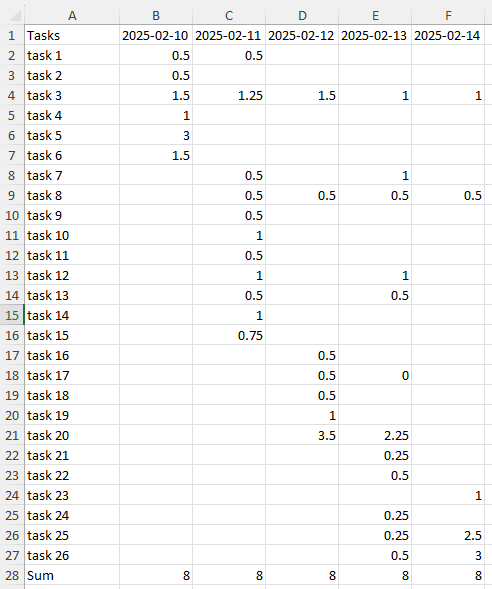 A B C D E F
1 Tasks 2025-02-10 2025-02-11 2025-02-12 2025-02-13 2025-02-14
2 task 1 0.5 0.5
3 task 2 0.5
4 task 3 1.5 1.25 1.5 1 1
5 task 4 1
6 task 5 3
7 task 6 1.5
8 task 7 0.5 1
9 task 8 0.5 0.5 0.5 0.5
10 task 9 0.5
11 task 10 1
12 task 11 0.5
13 task 12 1 1
14 task 13 0.5 0.5
15 task 14 1
16 task 15 0.75
17 task 16 0.5
18 task 17 0.5 0
19 task 18 0.5
20 task 19 1
21 task 20 3.5 2.25
22 task 21 0.25
23 task 22 0.5
24 task 23 1
25 task 24 0.25
26 task 25 0.25 2.5
27 task 26 0.5 3
28 Sum 8 8 8 8 8